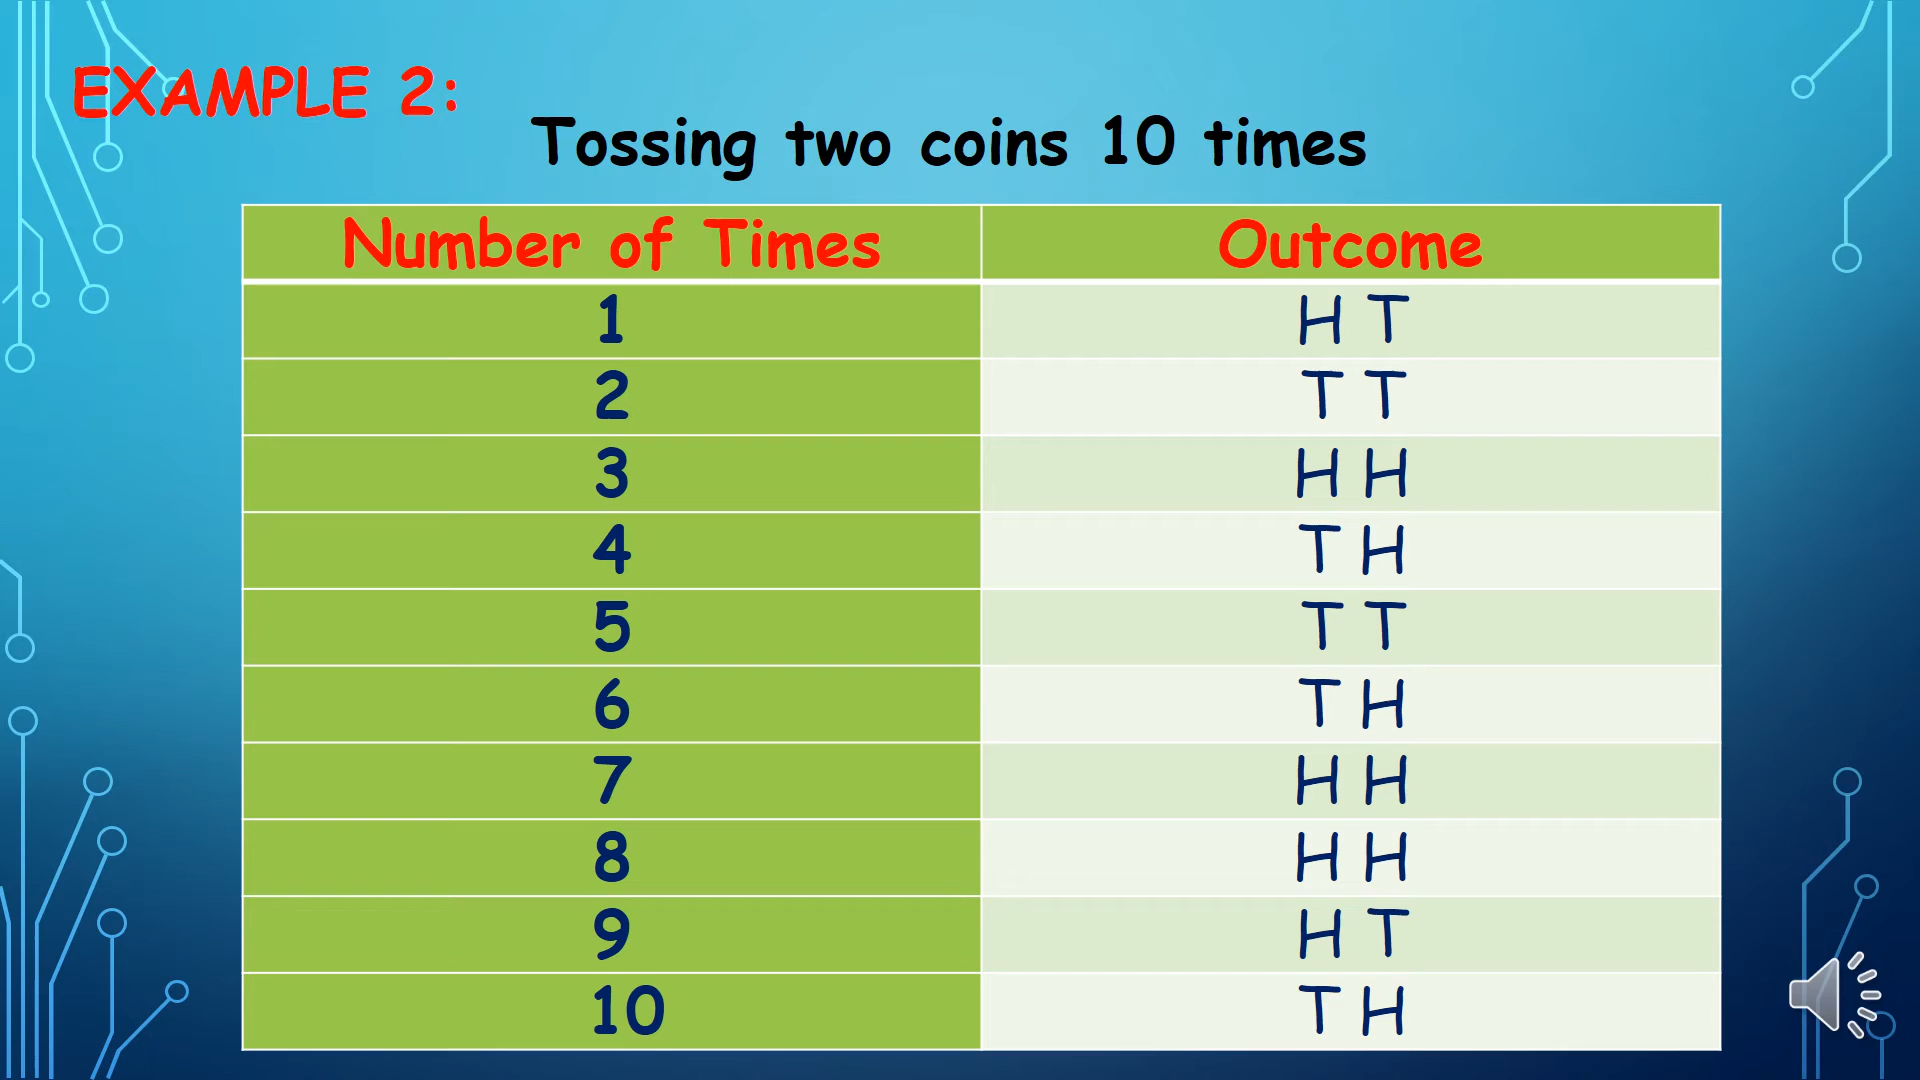 EXAMPLE 2:
Tossing two coins 10 times
Number of Times Outcome
1 H T
2 T T
3 H H
4 T H
5 T T
6 T H
7 H H
8 H H
9 H T
10 T H